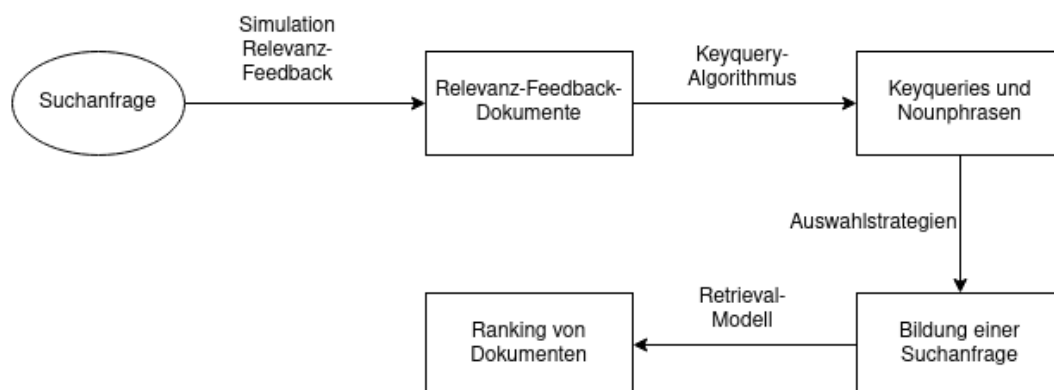 Suchanfrage
Simulation
Relevanz-
Feedback
Relevanz-Feedback-
Dokumente
Keyquery-
Algorithmus
Keyqueries und
Nounphrasen
Auswahlstrategien
Bildung einer
Suchanfrage
Retrieval-
Modell
Ranking von
Dokumenten